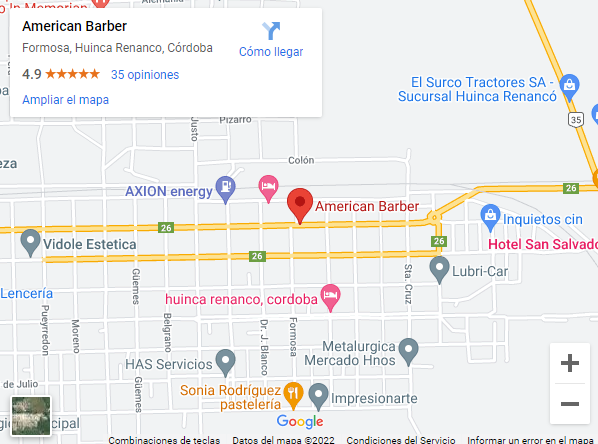 In Memorian
American Barber
Formosa, Huinca Renanco, Córdoba
4.9
35 opiniones
Ampliar el mapa
Cómo llegar
Pizarro
Justo
El Surco Tractores SA -
Sucursal Huinca Renancó
35
Colón
eza
AXION energy
26
American Barber
26
Inquietos cin
Vidole Estetica
26
26
Hotel San Salvado
Lubri-Car
Lencería
Güemes
Sta. Cruz
huinca renanco, cordoba
Pueyrredon
Moreno
Belgrano
Dr. J. Blanco
Formosa
Metalurgica
Mercado Hnos
HAS Servicios
Güemes
de Julio
Sonia Rodríguez
pastelería
Impresionarte
icipal
Google
Combinaciones de teclas
Datos del mapa ©2022
Condiciones del Servicio
Informar un error en el mapa